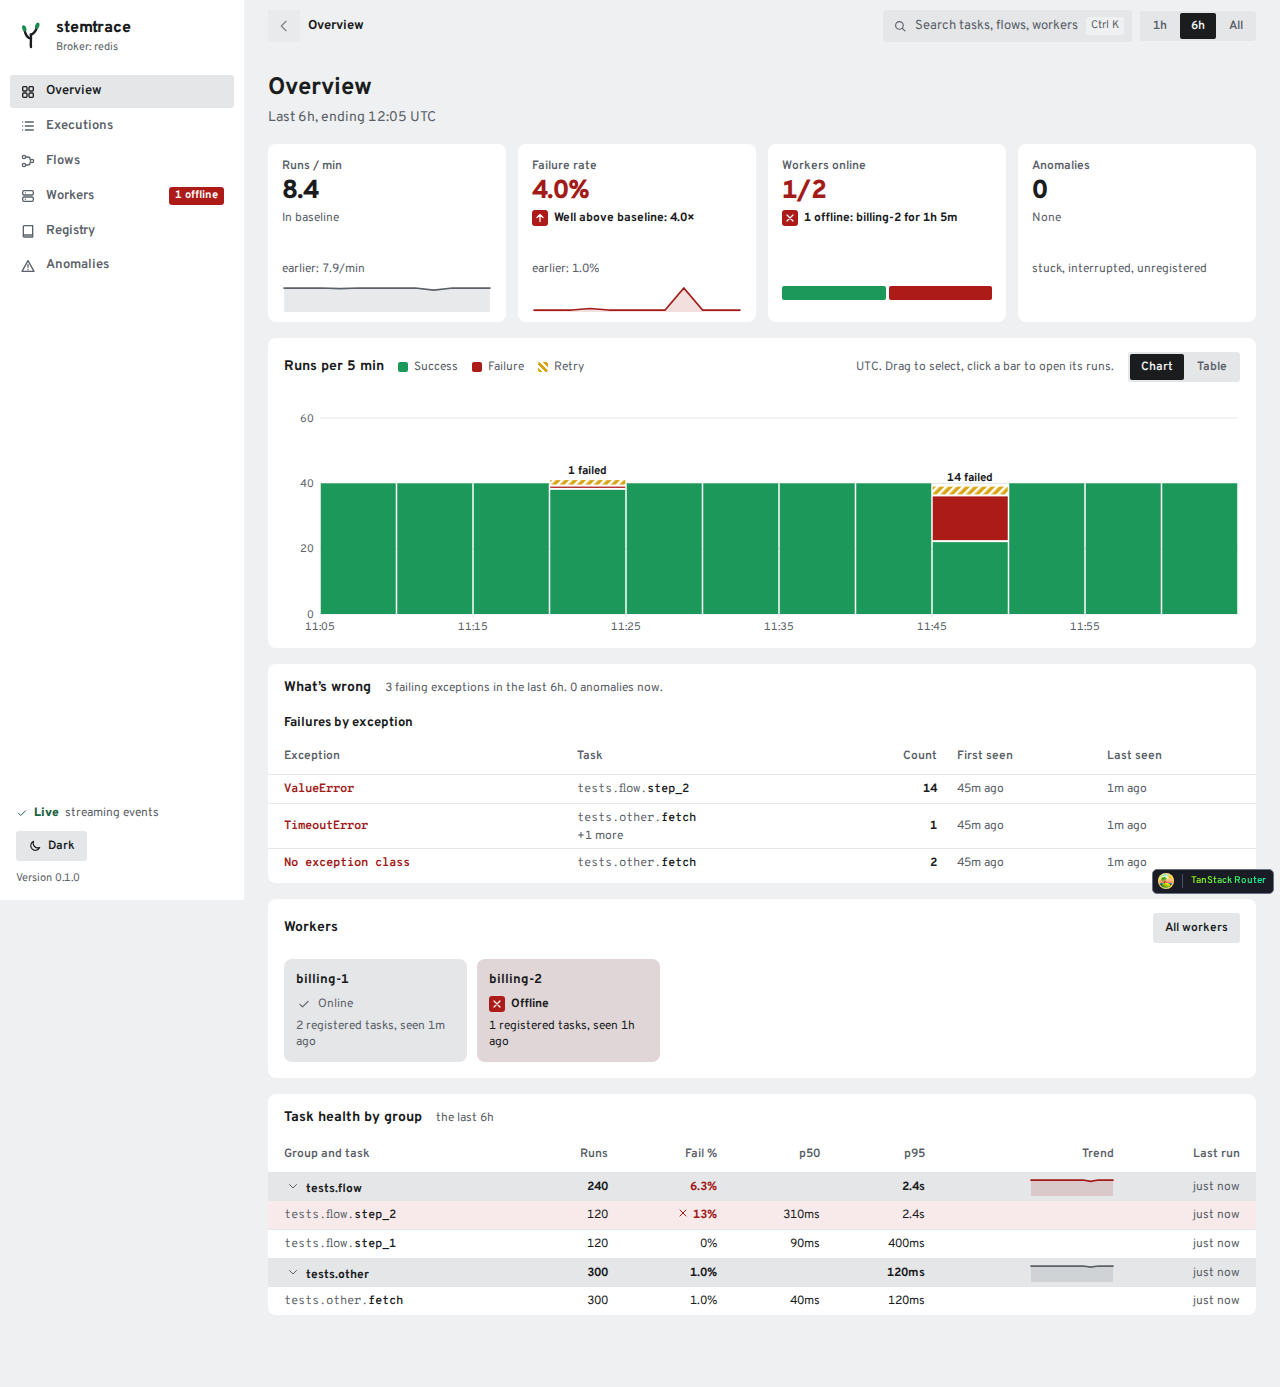 stemtrace
Broker: redis
Overview
Executions
Flows
Workers
1 offline
Registry
Anomalies
Live streaming events
Dark
Version 0.1.0
Overview
Search tasks, flows, workers
Ctrl K
1h
6h
All
Overview
Last 6h, ending 12:05 UTC
Runs / min
8.4
In baseline
earlier: 7.9/min
Failure rate
4.0%
Well above baseline: 4.0×
earlier: 1.0%
Workers online
1/2
1 offline: billing-2 for 1h 5m
Anomalies
0
None
stuck, interrupted, unregistered
Runs per 5 min
Success
Failure
Retry
UTC. Drag to select, click a bar to open its runs.
Chart
Table
60
40
20
0
1 failed
14 failed
11:05
11:15
11:25
11:35
11:45
11:55
What's wrong
3 failing exceptions in the last 6h. 0 anomalies now.
Failures by exception
Exception Task Count First seen Last seen
ValueError tests.flow.step_2 14 45m ago 1m ago
TimeoutError tests.other.fetch 1 45m ago 1m ago
+1 more
No exception class tests.other.fetch 2 45m ago 1m ago
TanStack Router
Workers
All workers
billing-1
Online
2 registered tasks, seen 1m
ago
billing-2
Offline
1 registered tasks, seen 1h
ago
Task health by group
the last 6h
Group and task Runs Fail % p50 p95 Trend Last run
tests.flow 240 6.3% 2.4s just now
tests.flow.step_2 120 13% 310ms 2.4s just now
tests.flow.step_1 120 0% 90ms 400ms just now
tests.other 300 1.0% 120ms just now
tests.other.fetch 300 1.0% 40ms 120ms just now